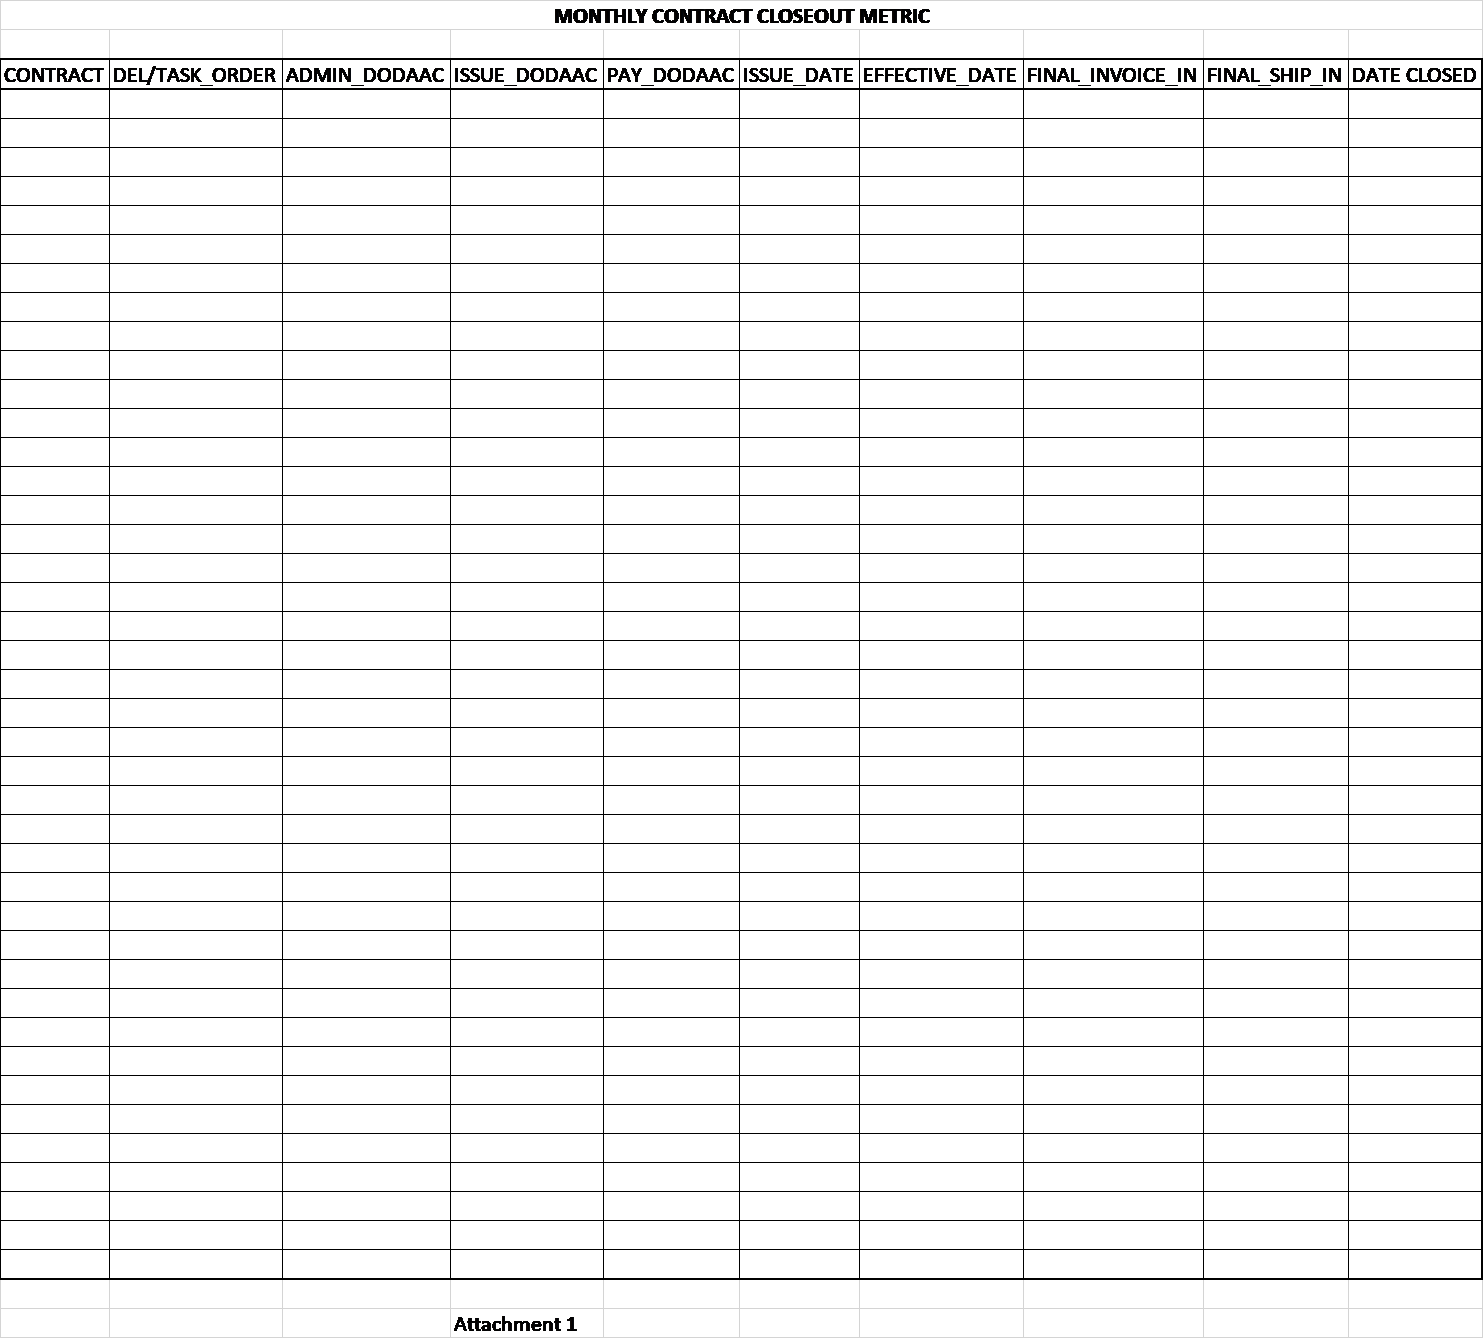 MONTHLY CONTRACT CLOSEOUT METRIC
CONTRACT DEL/TASK_ORDER ADMIN_DODAAC ISSUE_DODAAC PAY_DODAAC ISSUE_DATE EFFECTIVE_DATE FINAL_INVOICE_IN FINAL_SHIP_IN DATE CLOSED
Attachment 1